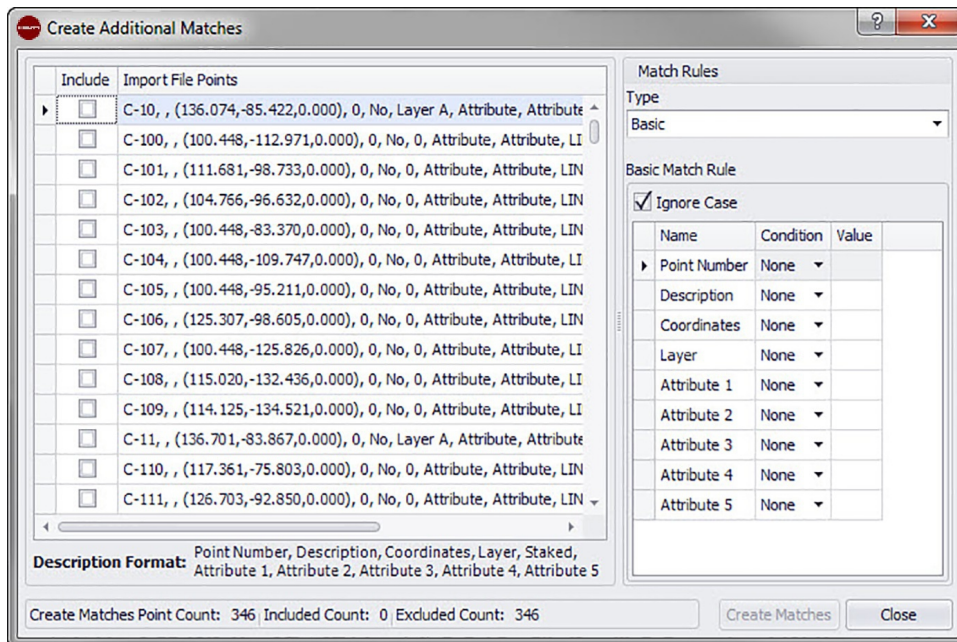 Create Additional Matches
Include Import File Points
C-10, , (136.074,-85.422,0.000), 0, No, Layer A, Attribute, Attribute
C-100, , (100.448,-112.971,0.000), 0, No, 0, Attribute, Attribute, LI
C-101, , (111.681,-98.733,0.000), 0, No, 0, Attribute, Attribute, LIN
C-102, , (104.766,-96.632,0.000), 0, No, 0, Attribute, Attribute, LIN
C-103, , (100.448,-83.370,0.000), 0, No, 0, Attribute, Attribute, LIN
C-104, , (100.448,-109.747,0.000), 0, No, 0, Attribute, Attribute, LI
C-105, , (100.448,-95.211,0.000), 0, No, 0, Attribute, Attribute, LIN
C-106, , (125.307,-98.605,0.000), 0, No, 0, Attribute, Attribute, LIN
C-107, , (100.448,-125.826,0.000), 0, No, 0, Attribute, Attribute, LI
C-108, , (115.020,-132.436,0.000), 0, No, 0, Attribute, Attribute, LI
C-109, , (114.125,-134.521,0.000), 0, No, 0, Attribute, Attribute, LI
C-11, , (136.701,-83.867,0.000), 0, No, Layer A, Attribute, Attribute
C-110, , (117.361,-75.803,0.000), 0, No, 0, Attribute, Attribute, LIN
C-111, , (126.703,-92.850,0.000), 0, No, 0, Attribute, Attribute, LIN
Description Format: Point Number, Description, Coordinates, Layer, Staked,
Attribute 1, Attribute 2, Attribute 3, Attribute 4, Attribute 5
Match Rules
Type
Basic
Basic Match Rule
Ignore Case
Name Condition Value
Point Number None
Description None
Coordinates None
Layer None
Attribute 1 None
Attribute 2 None
Attribute 3 None
Attribute 4 None
Attribute 5 None
Create Matches Point Count: 346 Included Count: 0 Excluded Count: 346
Create Matches Close